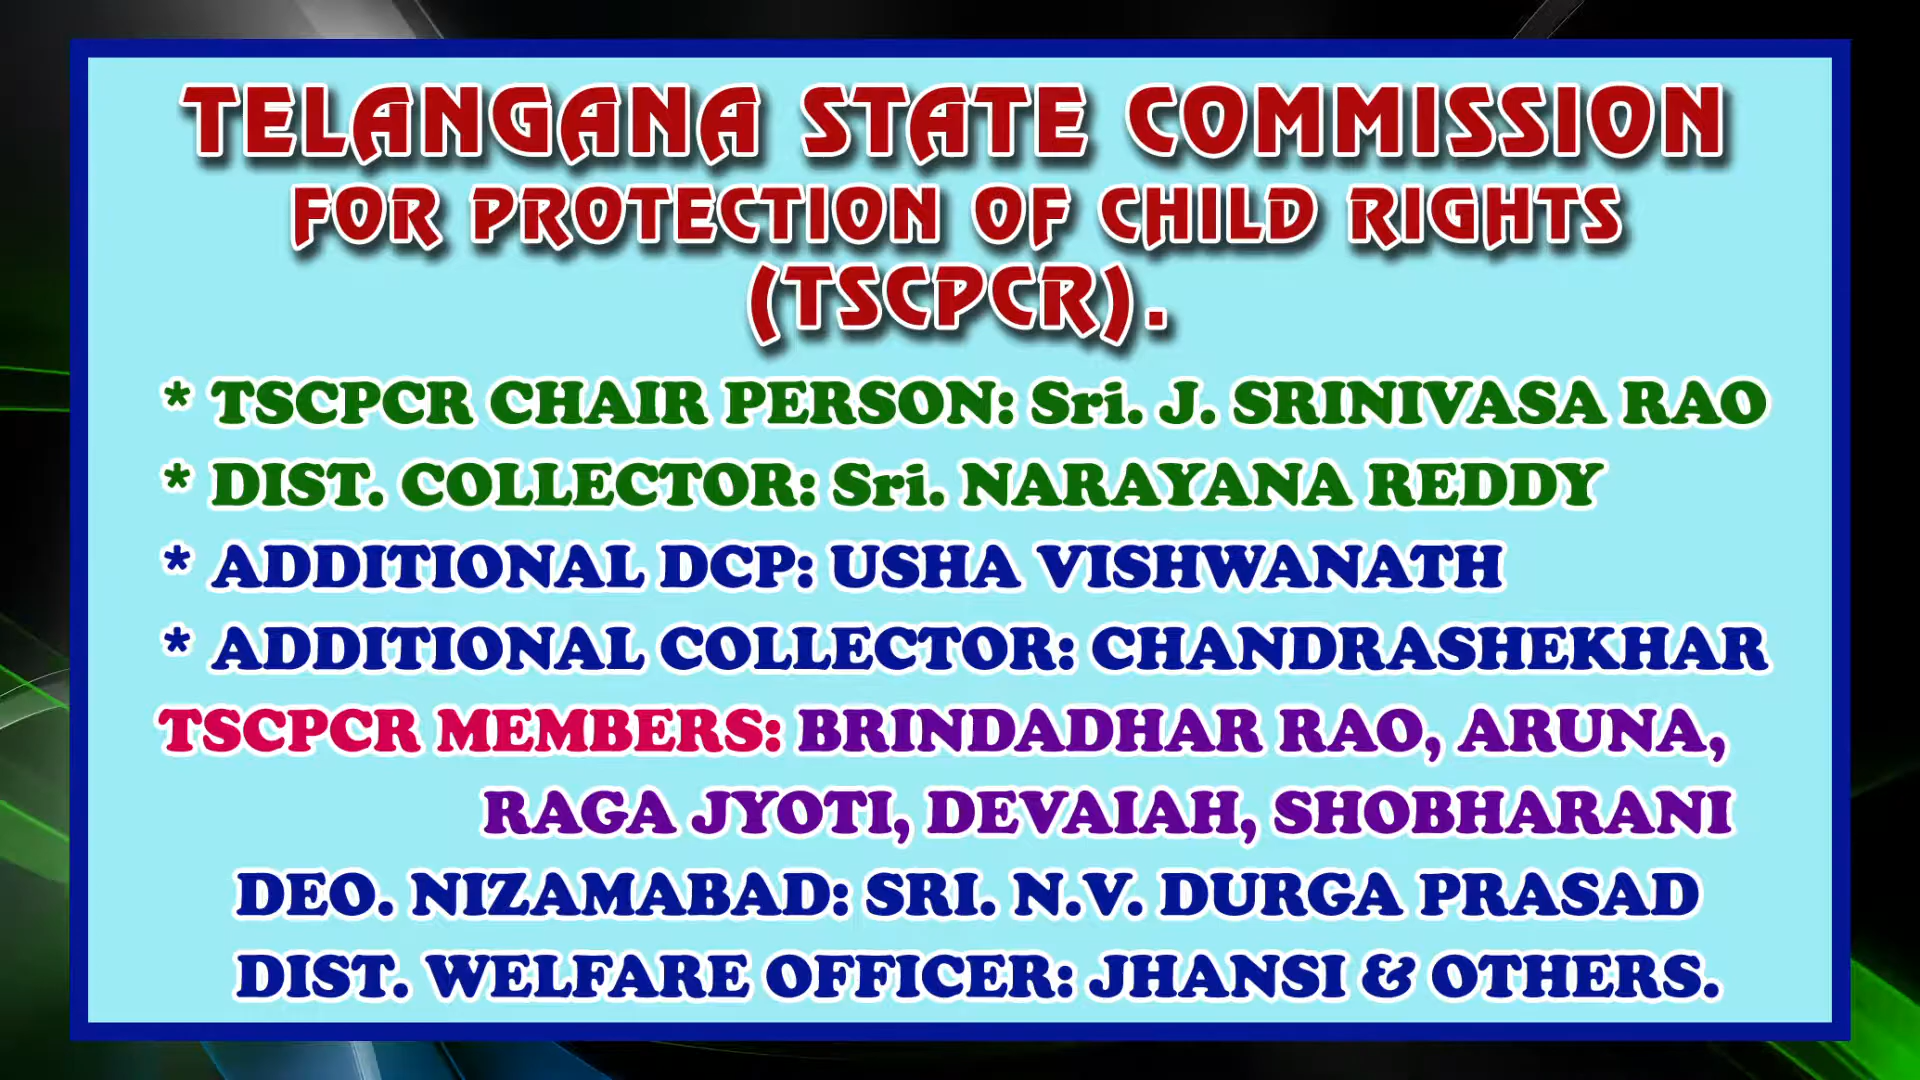 TELANGANA STATE COMMISSION
FOR PROTECTION OF CHILD RIGHTS
(TSCPCR).
* TSCPCR CHAIR PERSON: Sri. J. SRINIVASA RAO
* DIST. COLLECTOR: Sri. NARAYANA REDDY
* ADDITIONAL DCP: USHA VISHWANATH
* ADDITIONAL COLLECTOR: CHANDRASHEKHAR
TSCPCR MEMBERS: BRINDADHAR RAO, ARUNA,
RAGA JYOTI, DEVAIAH, SHOBHARANI
DEO. NIZAMABAD: SRI. N.V. DURGA PRASAD
DIST. WELFARE OFFICER: JHANSI & OTHERS.